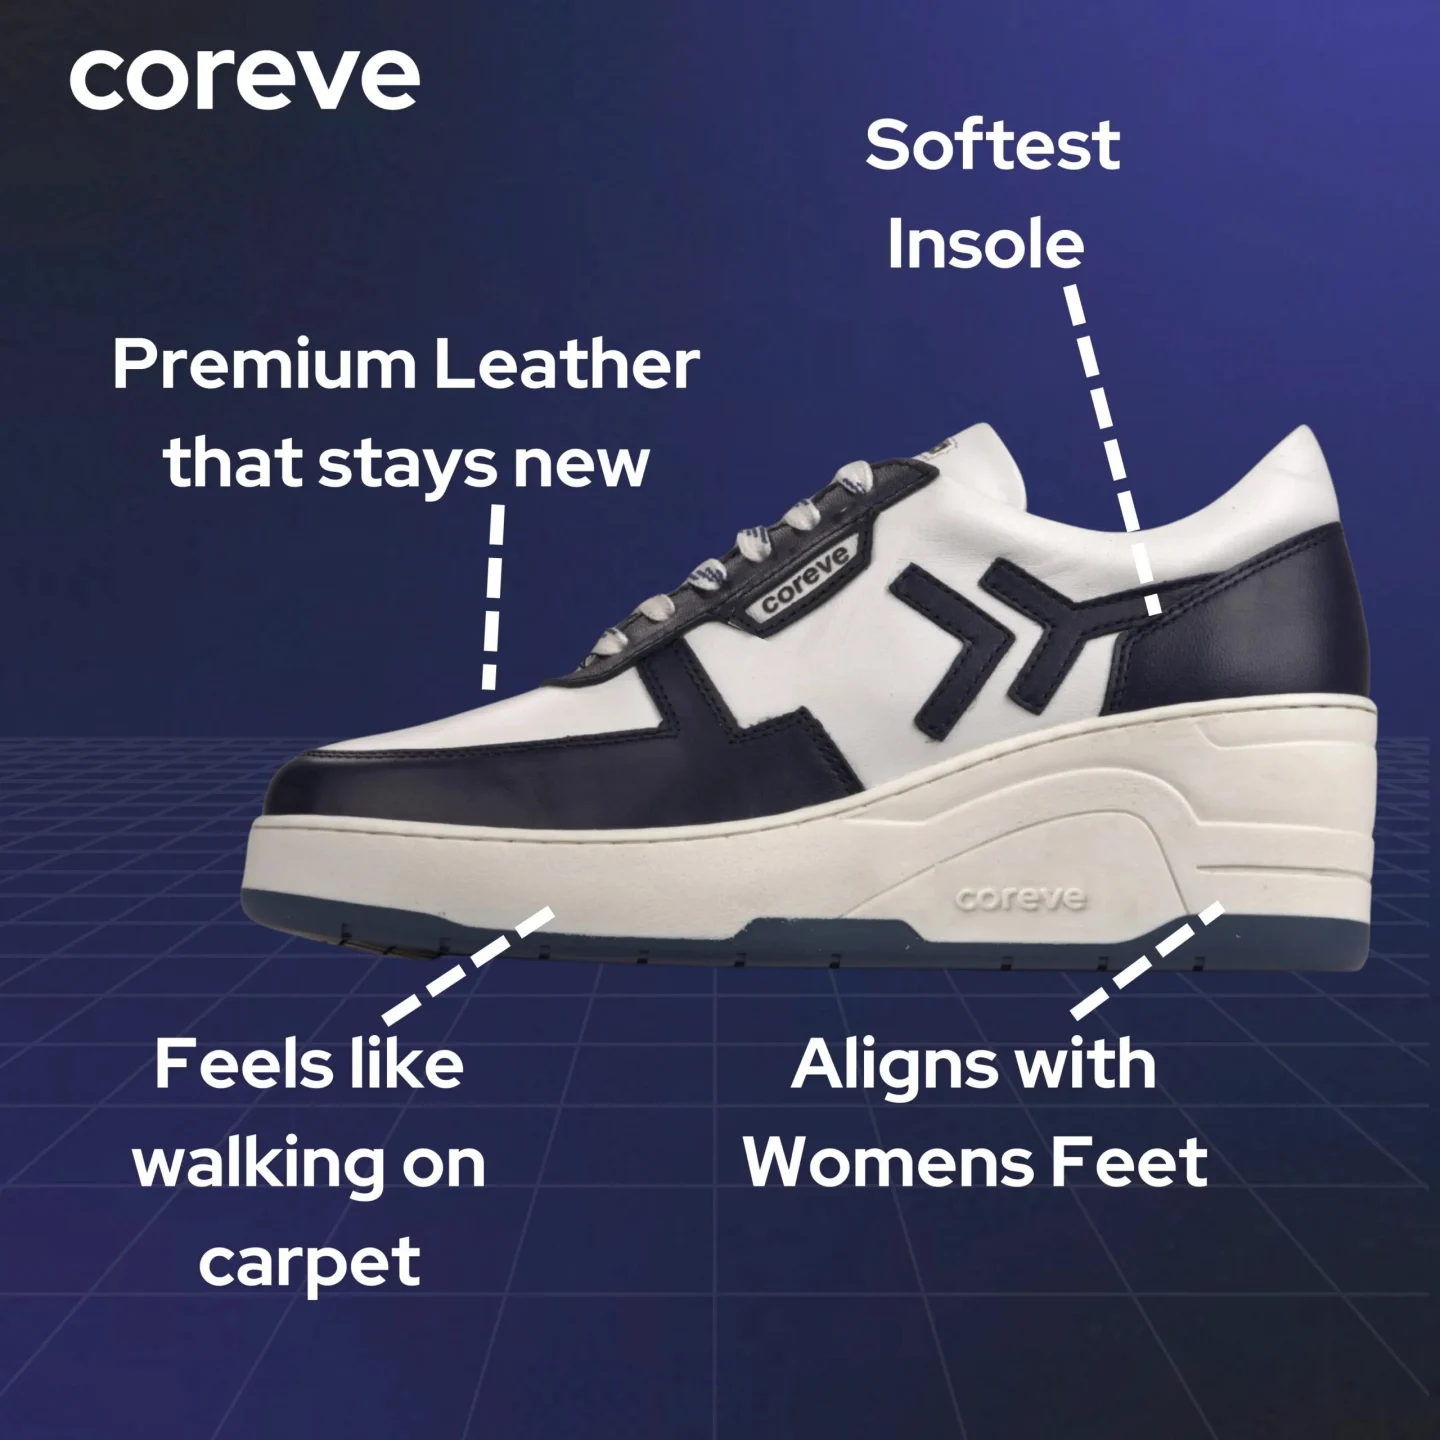 coreve
Softest
Insole
Premium Leather
that stays new
coreve
coreve
Feels like
walking on
carpet
Aligns with
Womens Feet